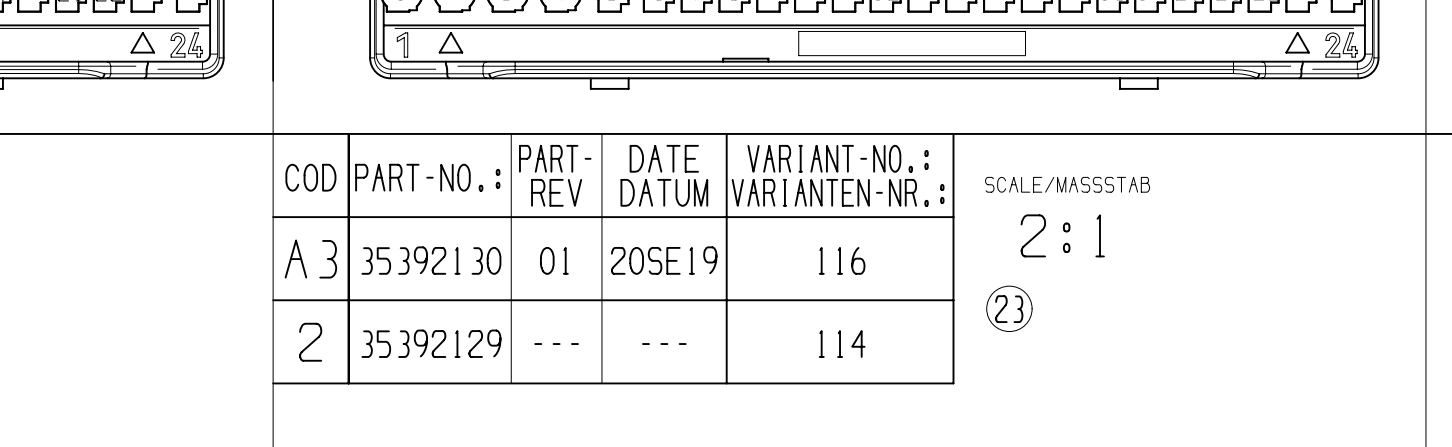 24
1
24
COD PART-NO.: PART-REV DATE DATUM VARIANT-NO.: VARIANTEN-NR.:
A3 35392130 01 20SE19 116
2 35392129 --- --- 114
SCALE/MASSSTAB
2:1
23